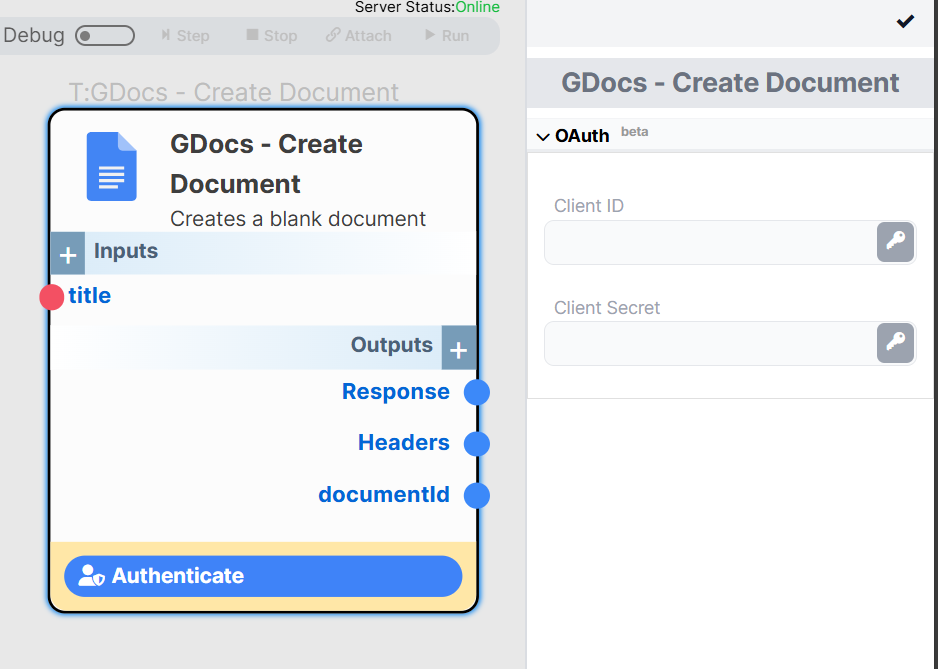 Server Status:Online
Debug
Step
Stop
Attach
Run
T:GDocs - Create Document
GDocs - Create
Document
Creates a blank document
+ Inputs
title
Outputs +
Response
Headers
documentId
Authenticate
GDocs - Create Document
OAuth beta
Client ID
Client Secret